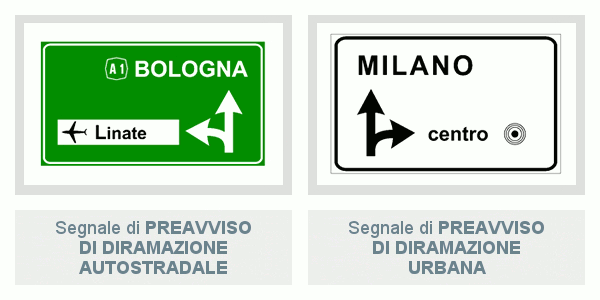 A1 BOLOGNA
Linate
MILANO
centro
Segnale di PREAVVISO
DI DIRAMAZIONE
AUTOSTRADALE
Segnale di PREAVVISO
DI DIRAMAZIONE
URBANA